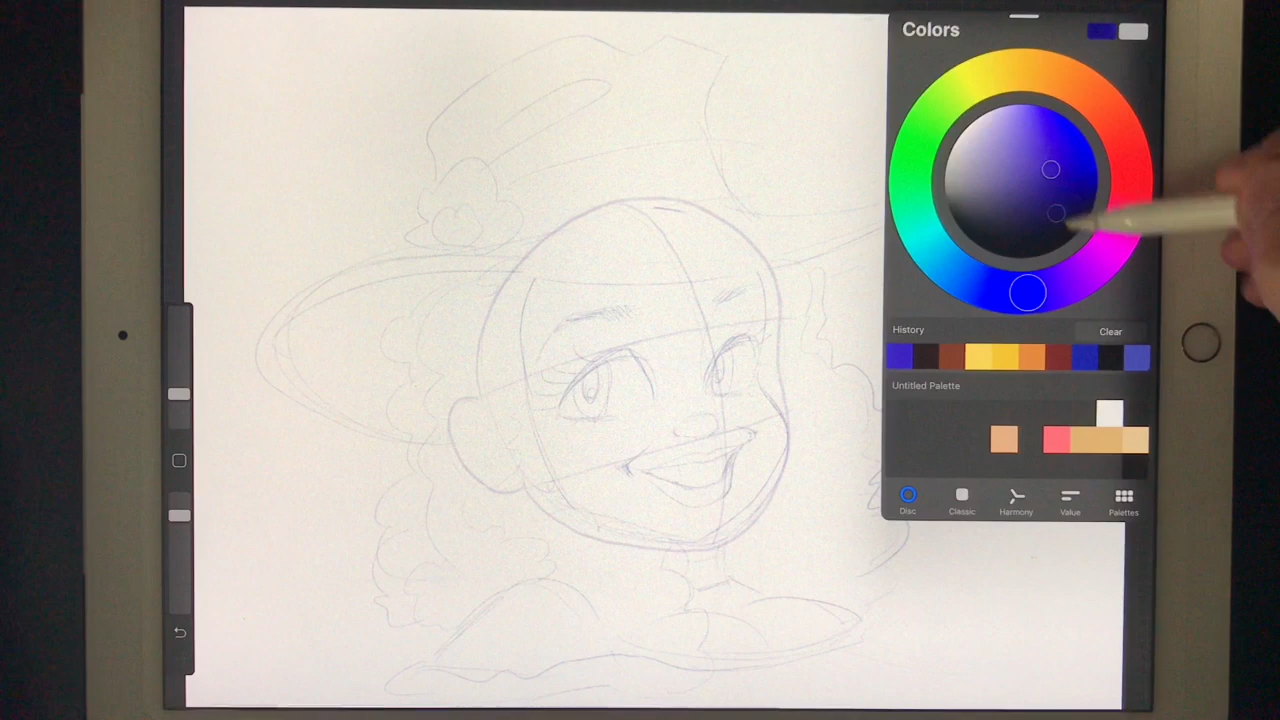 Colors
History
Clear
Untitled Palette
Disc
Classic
Harmony
Value
Palettes